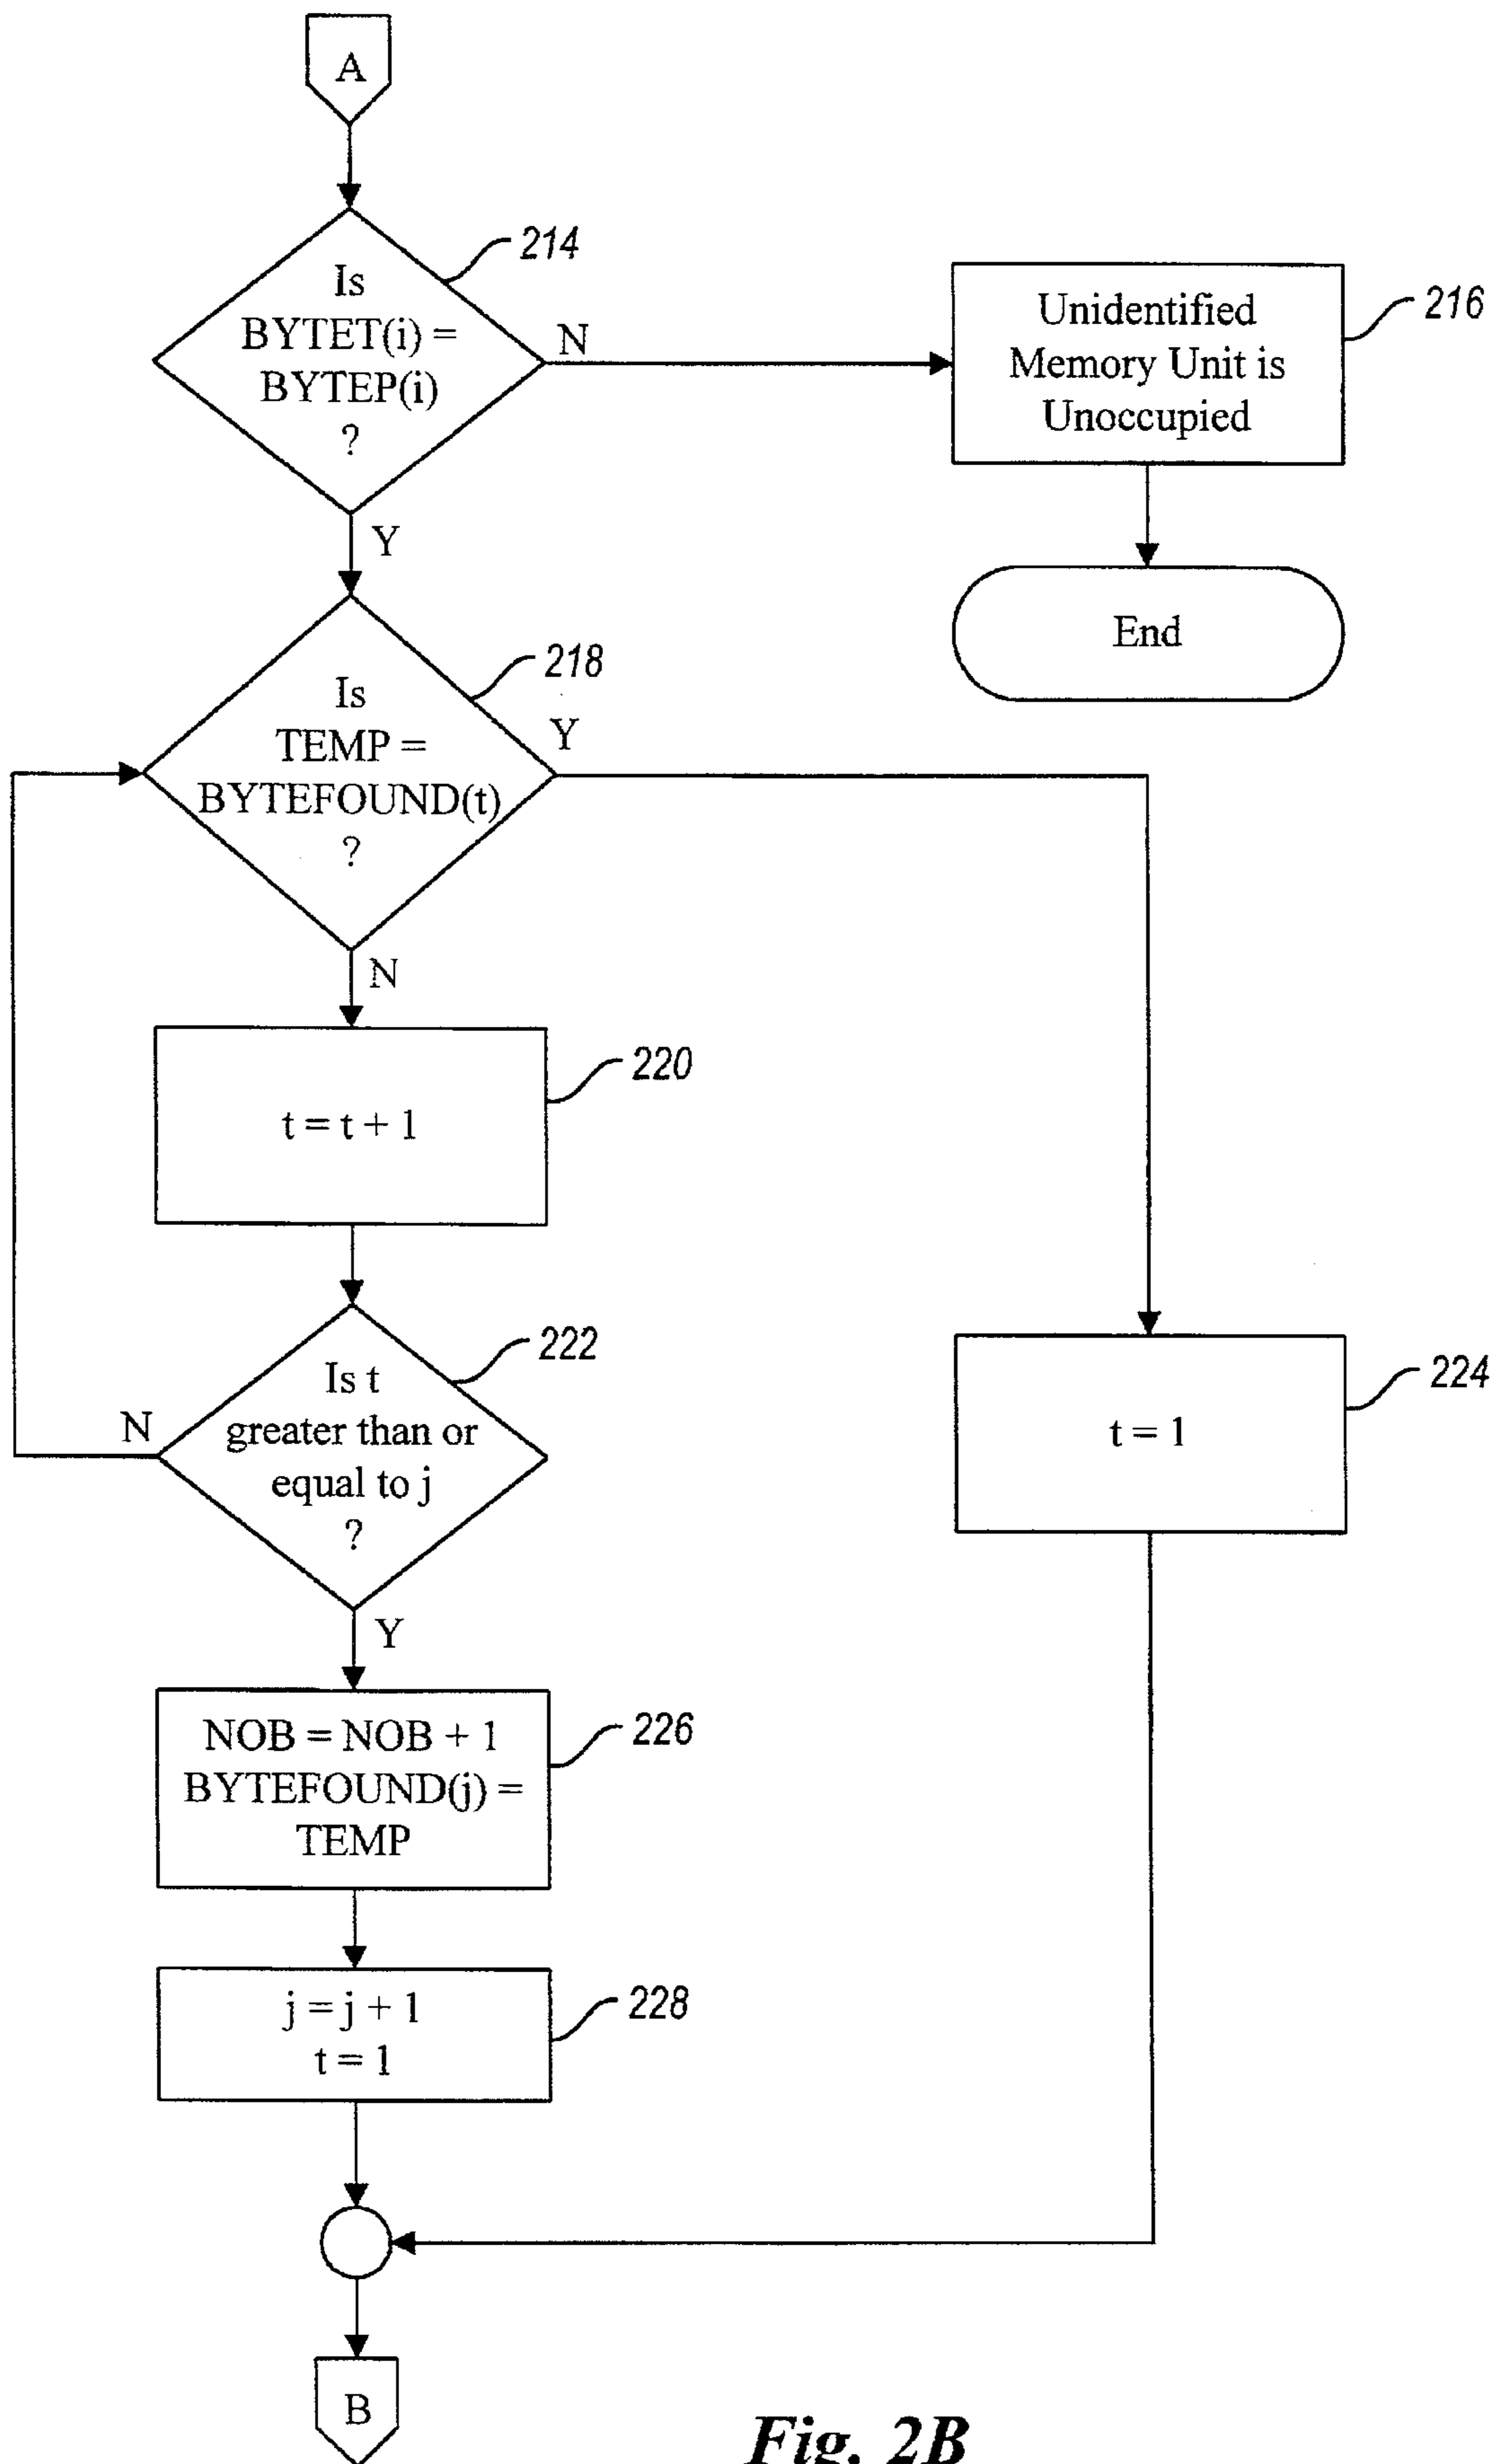 A
Is
BYTET(i) =
BYTEP(i)
?
214
N
Unidentified
Memory Unit is
Unoccupied
216
Y
End
Is
TEMP =
BYTEFOUND(t)
?
218
Y
N
t = t + 1
220
Is t
greater than or
equal to j
?
222
N
t = 1
224
Y
NOB = NOB + 1
BYTEFOUND(j) =
TEMP
226
j = j + 1
t = 1
228
B
Fig. 2B